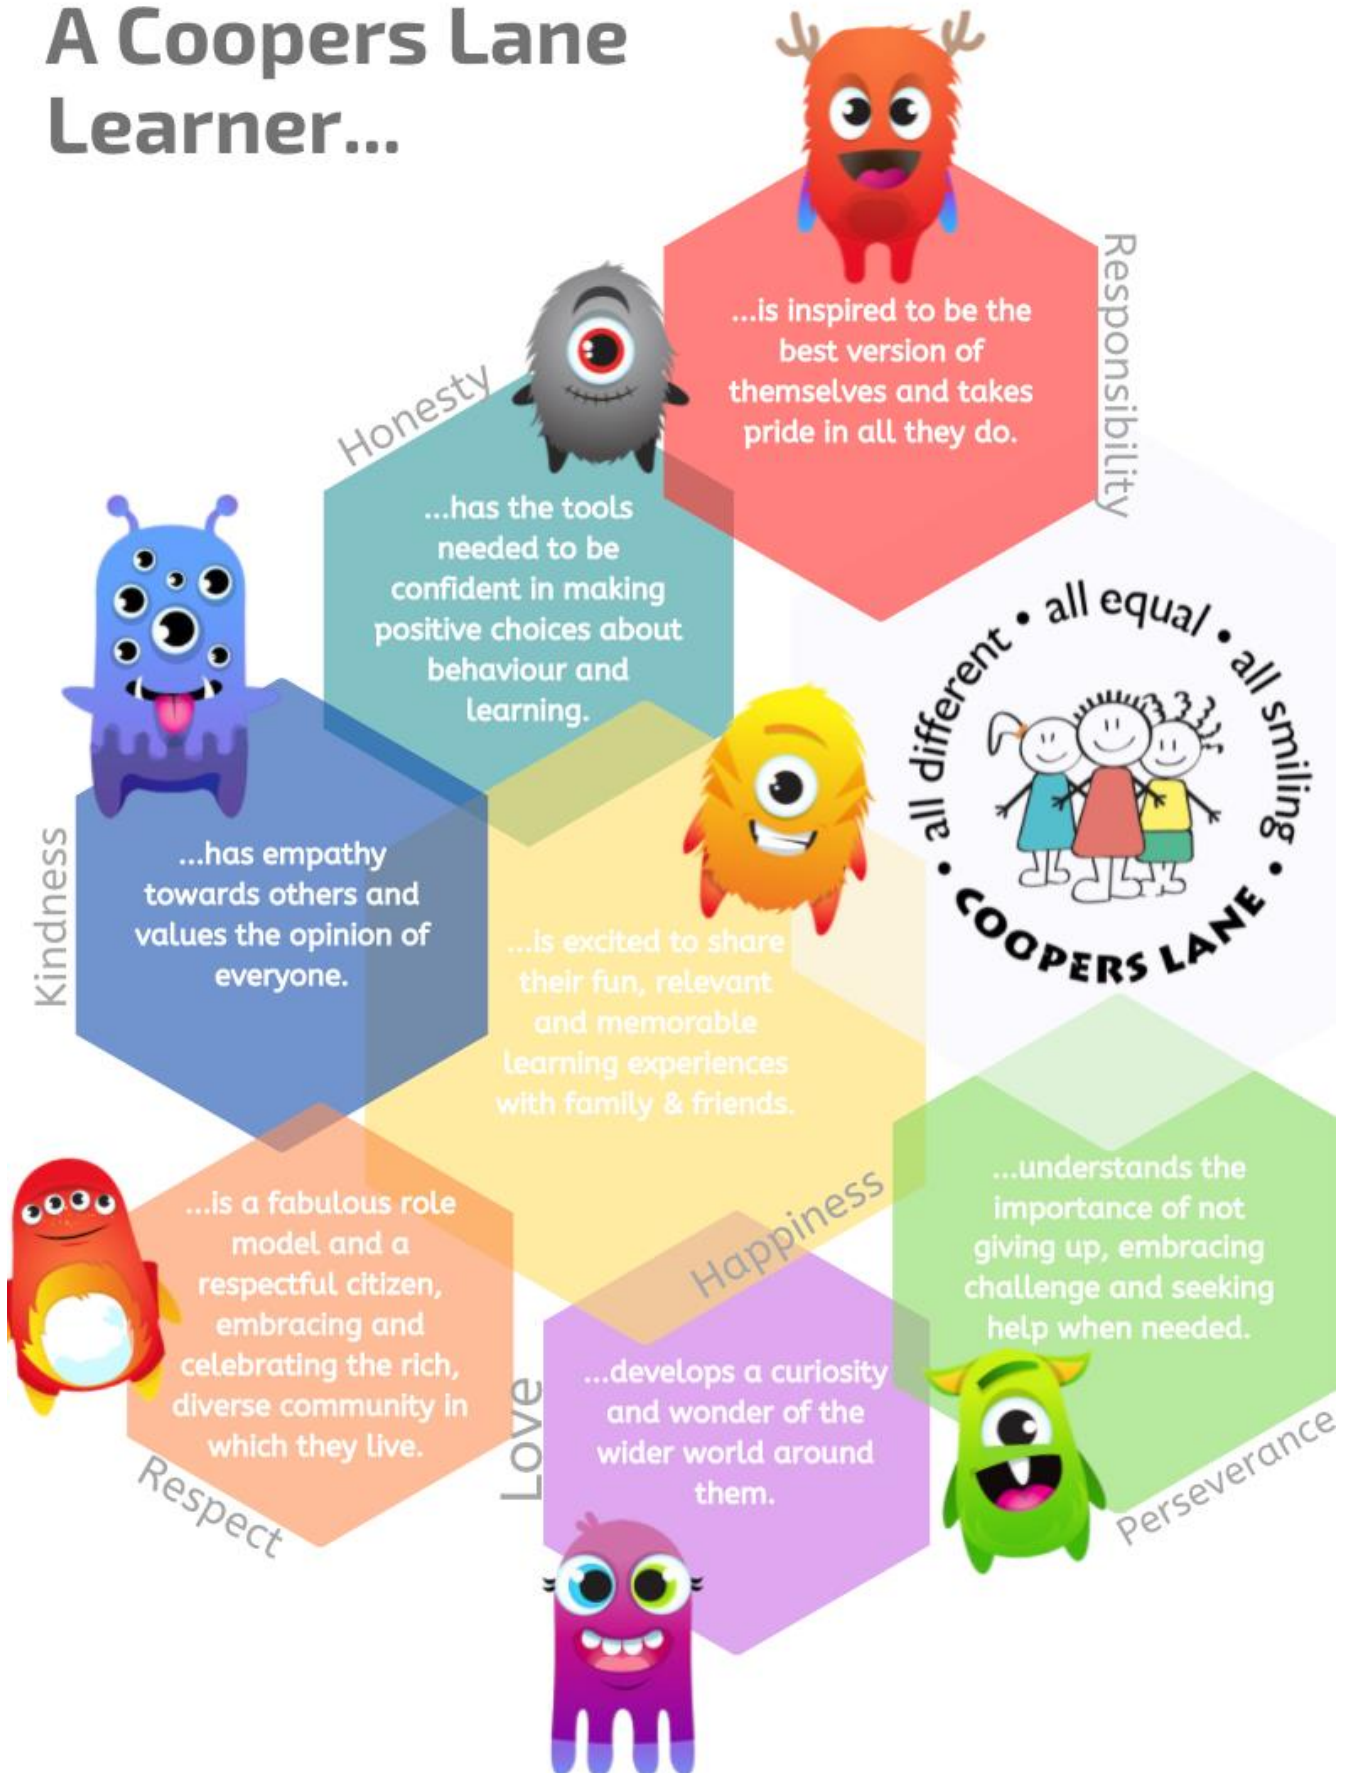 A Coopers Lane
Learner...
Responsibility
...is inspired to be the
best version of
themselves and takes
pride in all they do.
Honesty
...has the tools
needed to be
confident in making
positive choices about
behaviour and
learning.
all different • all equal • all smiling •
COOPERS LANE •
Kindness
...has empathy
towards others and
values the opinion of
everyone.
...is excited to share
their fun, relevant
and memorable
learning experiences
with family & friends.
Happiness
...understands the
importance of not
giving up, embracing
challenge and seeking
help when needed.
Perseverance
...is a fabulous role
model and a
respectful citizen,
embracing and
celebrating the rich,
diverse community in
which they live.
Respect
Love
...develops a curiosity
and wonder of the
wider world around
them.